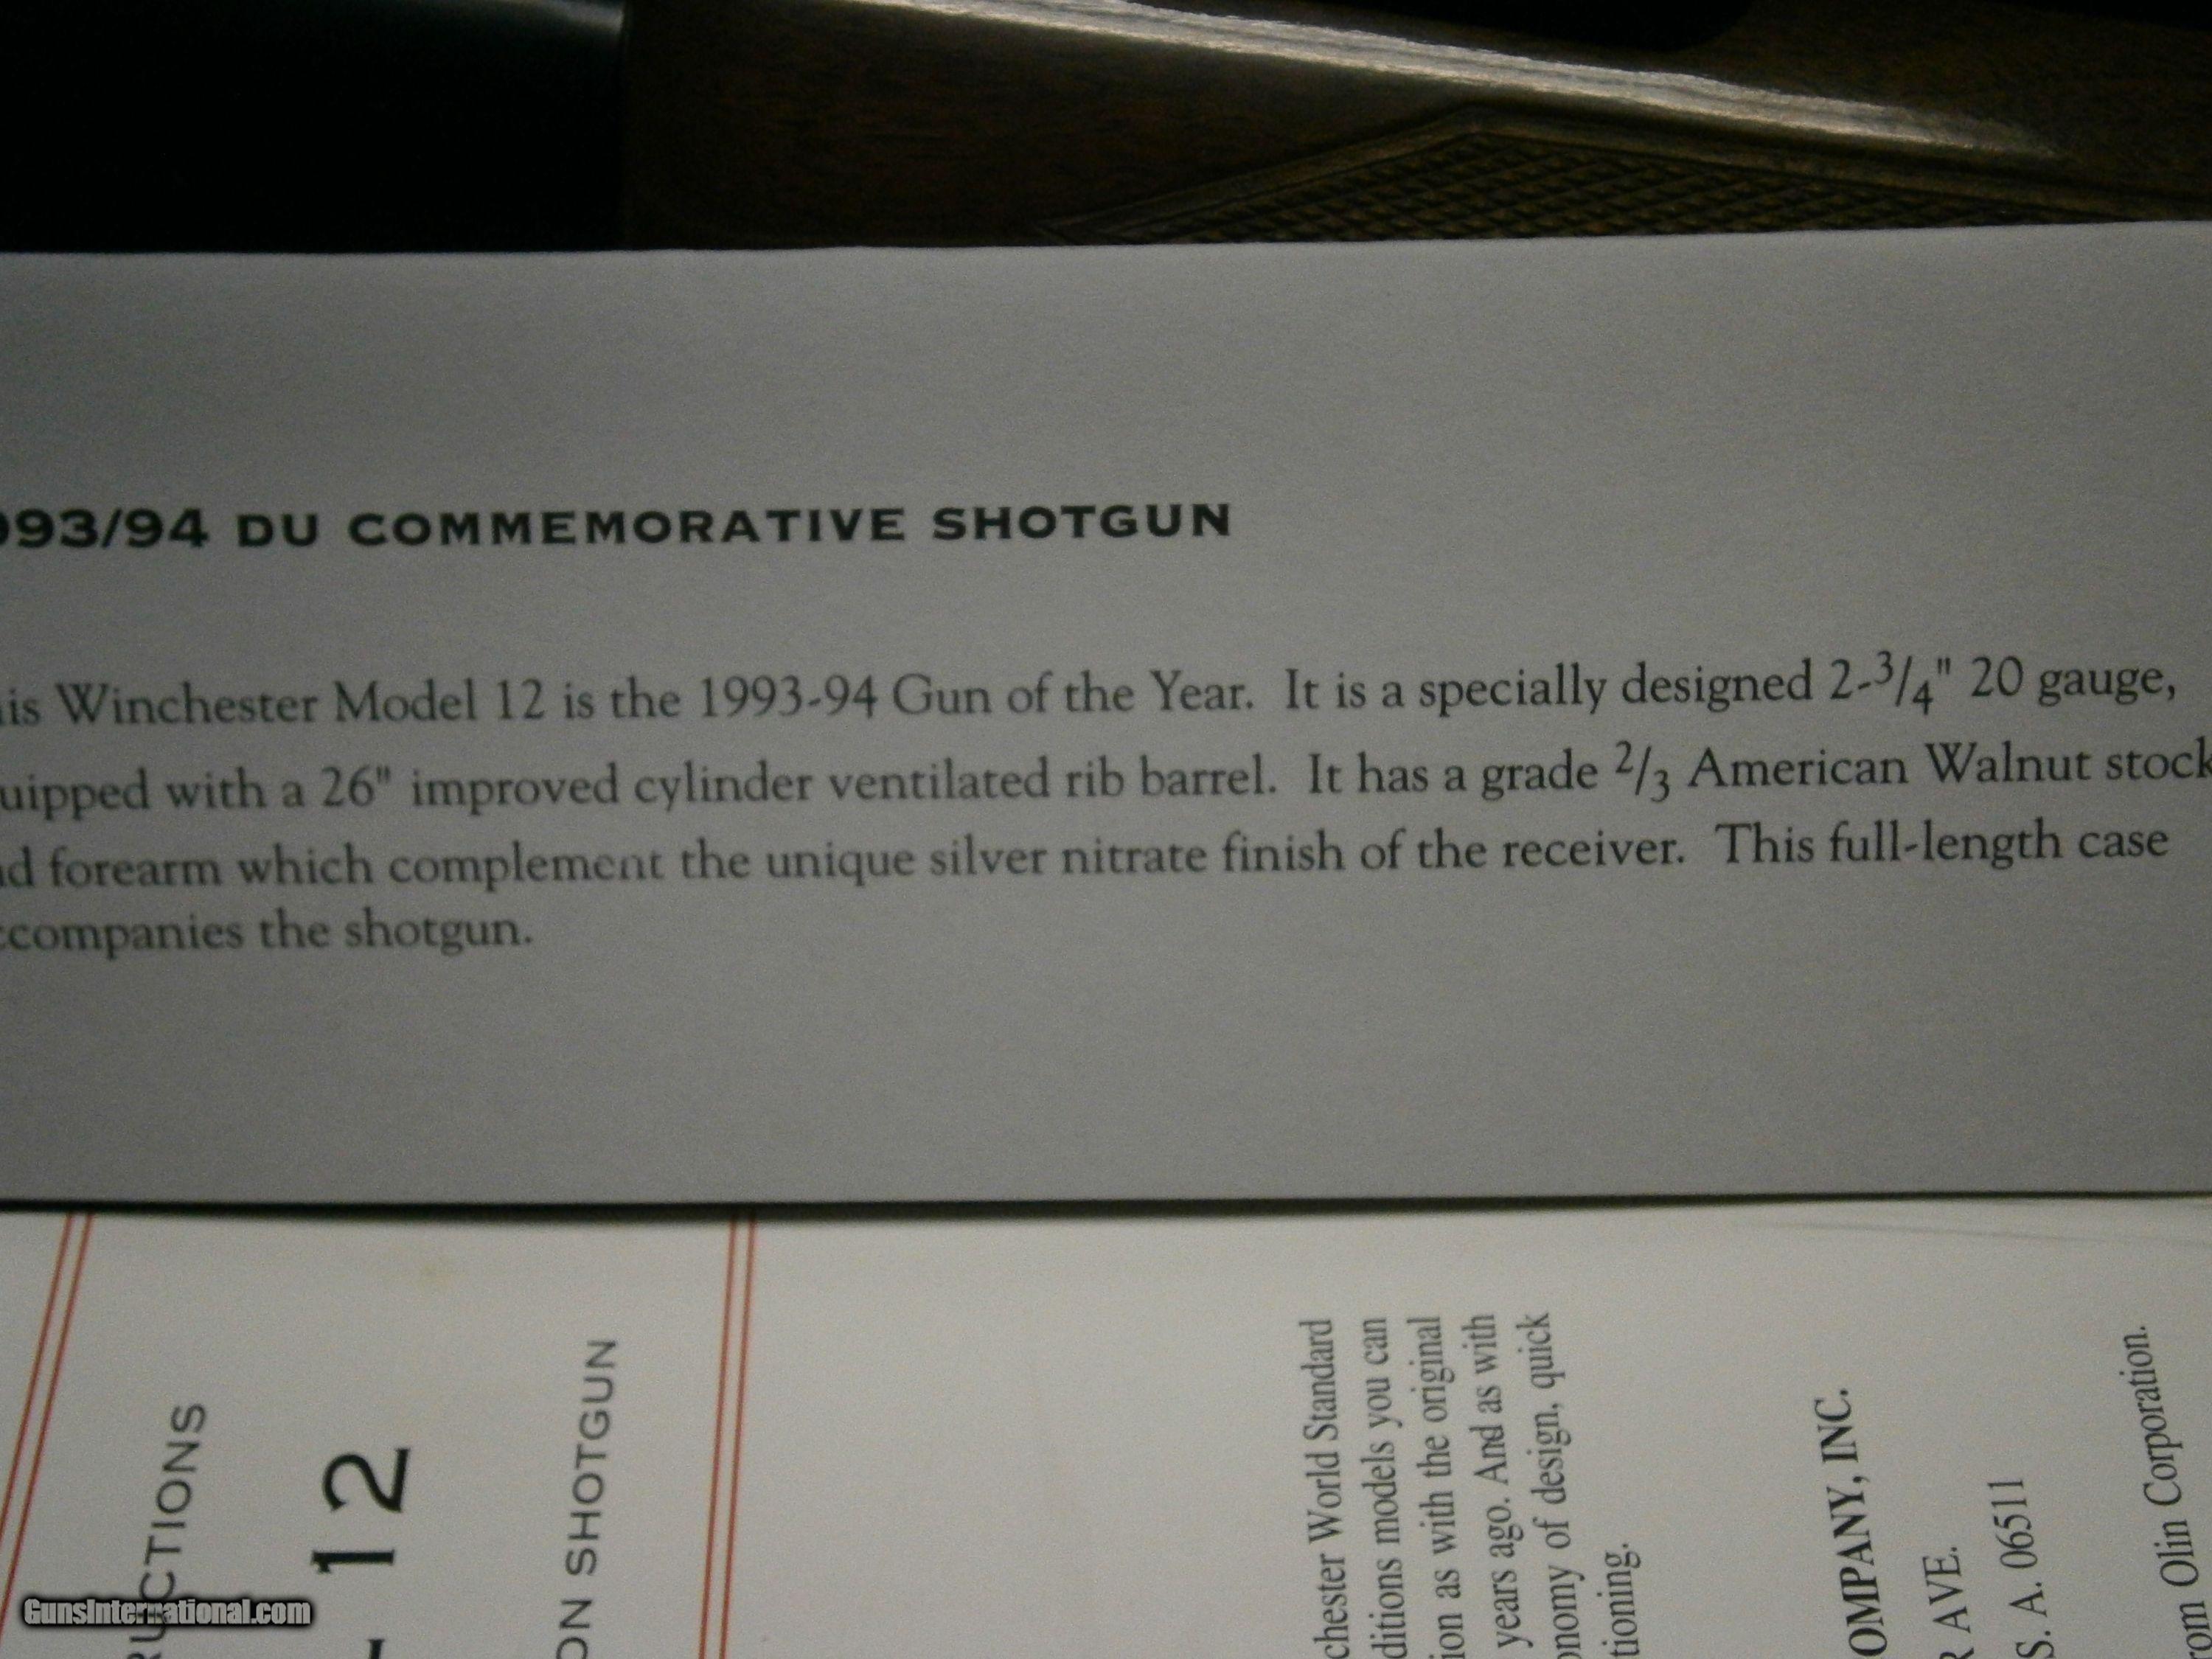 993/94 DU COMMEMORATIVE SHOTGUN
is Winchester Model 12 is the 1993-94 Gun of the Year. It is a specially designed 2-3/4" 20 gauge,
uipped with a 26" improved cylinder ventilated rib barrel. It has a grade 2/3 American Walnut stock
d forearm which complement the unique silver nitrate finish of the receiver. This full-length case
ccompanies the shotgun.
RUCTIONS
12
ON SHOTGUN
chester World Standard
ditions models you can
ion as with the original
years ago. And as with
onomy of design, quick
tioning.
OMPANY, INC.
R AVE.
S. A. 06511
rom Olin Corporation.
GunsInternational.com